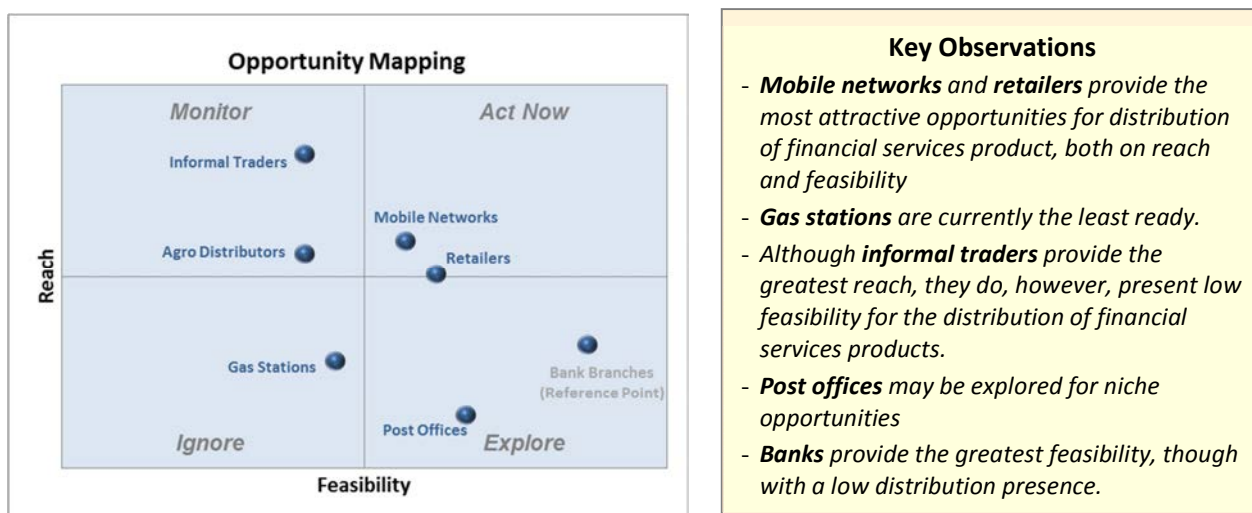 Opportunity Mapping
Monitor
Act Now
Informal Traders
Mobile Networks
Agro Distributors
Retailers
Reach
Gas Stations
Bank Branches
(Reference Point)
Post Offices
Ignore
Explore
Feasibility
Key Observations
- Mobile networks and retailers provide the
most attractive opportunities for distribution
of financial services product, both on reach
and feasibility
- Gas stations are currently the least ready.
- Although informal traders provide the
greatest reach, they do, however, present low
feasibility for the distribution of financial
services products.
- Post offices may be explored for niche
opportunities
- Banks provide the greatest feasibility, though
with a low distribution presence.